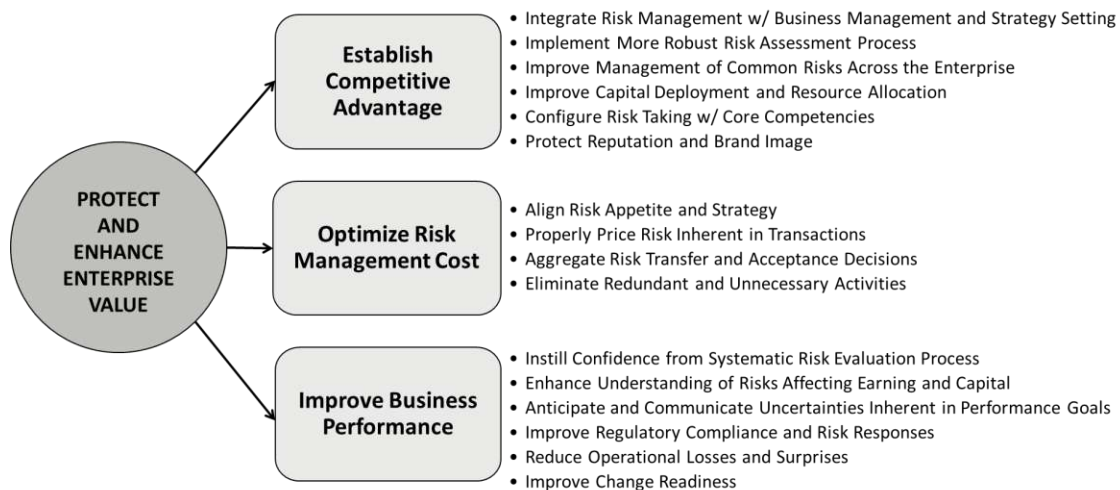 PROTECT
AND
ENHANCE
ENTERPRISE
VALUE
Establish
Competitive
Advantage
• Integrate Risk Management w/ Business Management and Strategy Setting
• Implement More Robust Risk Assessment Process
• Improve Management of Common Risks Across the Enterprise
• Improve Capital Deployment and Resource Allocation
• Configure Risk Taking w/ Core Competencies
• Protect Reputation and Brand Image
Optimize Risk
Management Cost
• Align Risk Appetite and Strategy
• Properly Price Risk Inherent in Transactions
• Aggregate Risk Transfer and Acceptance Decisions
• Eliminate Redundant and Unnecessary Activities
Improve Business
Performance
• Instill Confidence from Systematic Risk Evaluation Process
• Enhance Understanding of Risks Affecting Earning and Capital
• Anticipate and Communicate Uncertainties Inherent in Performance Goals
• Improve Regulatory Compliance and Risk Responses
• Reduce Operational Losses and Surprises
• Improve Change Readiness